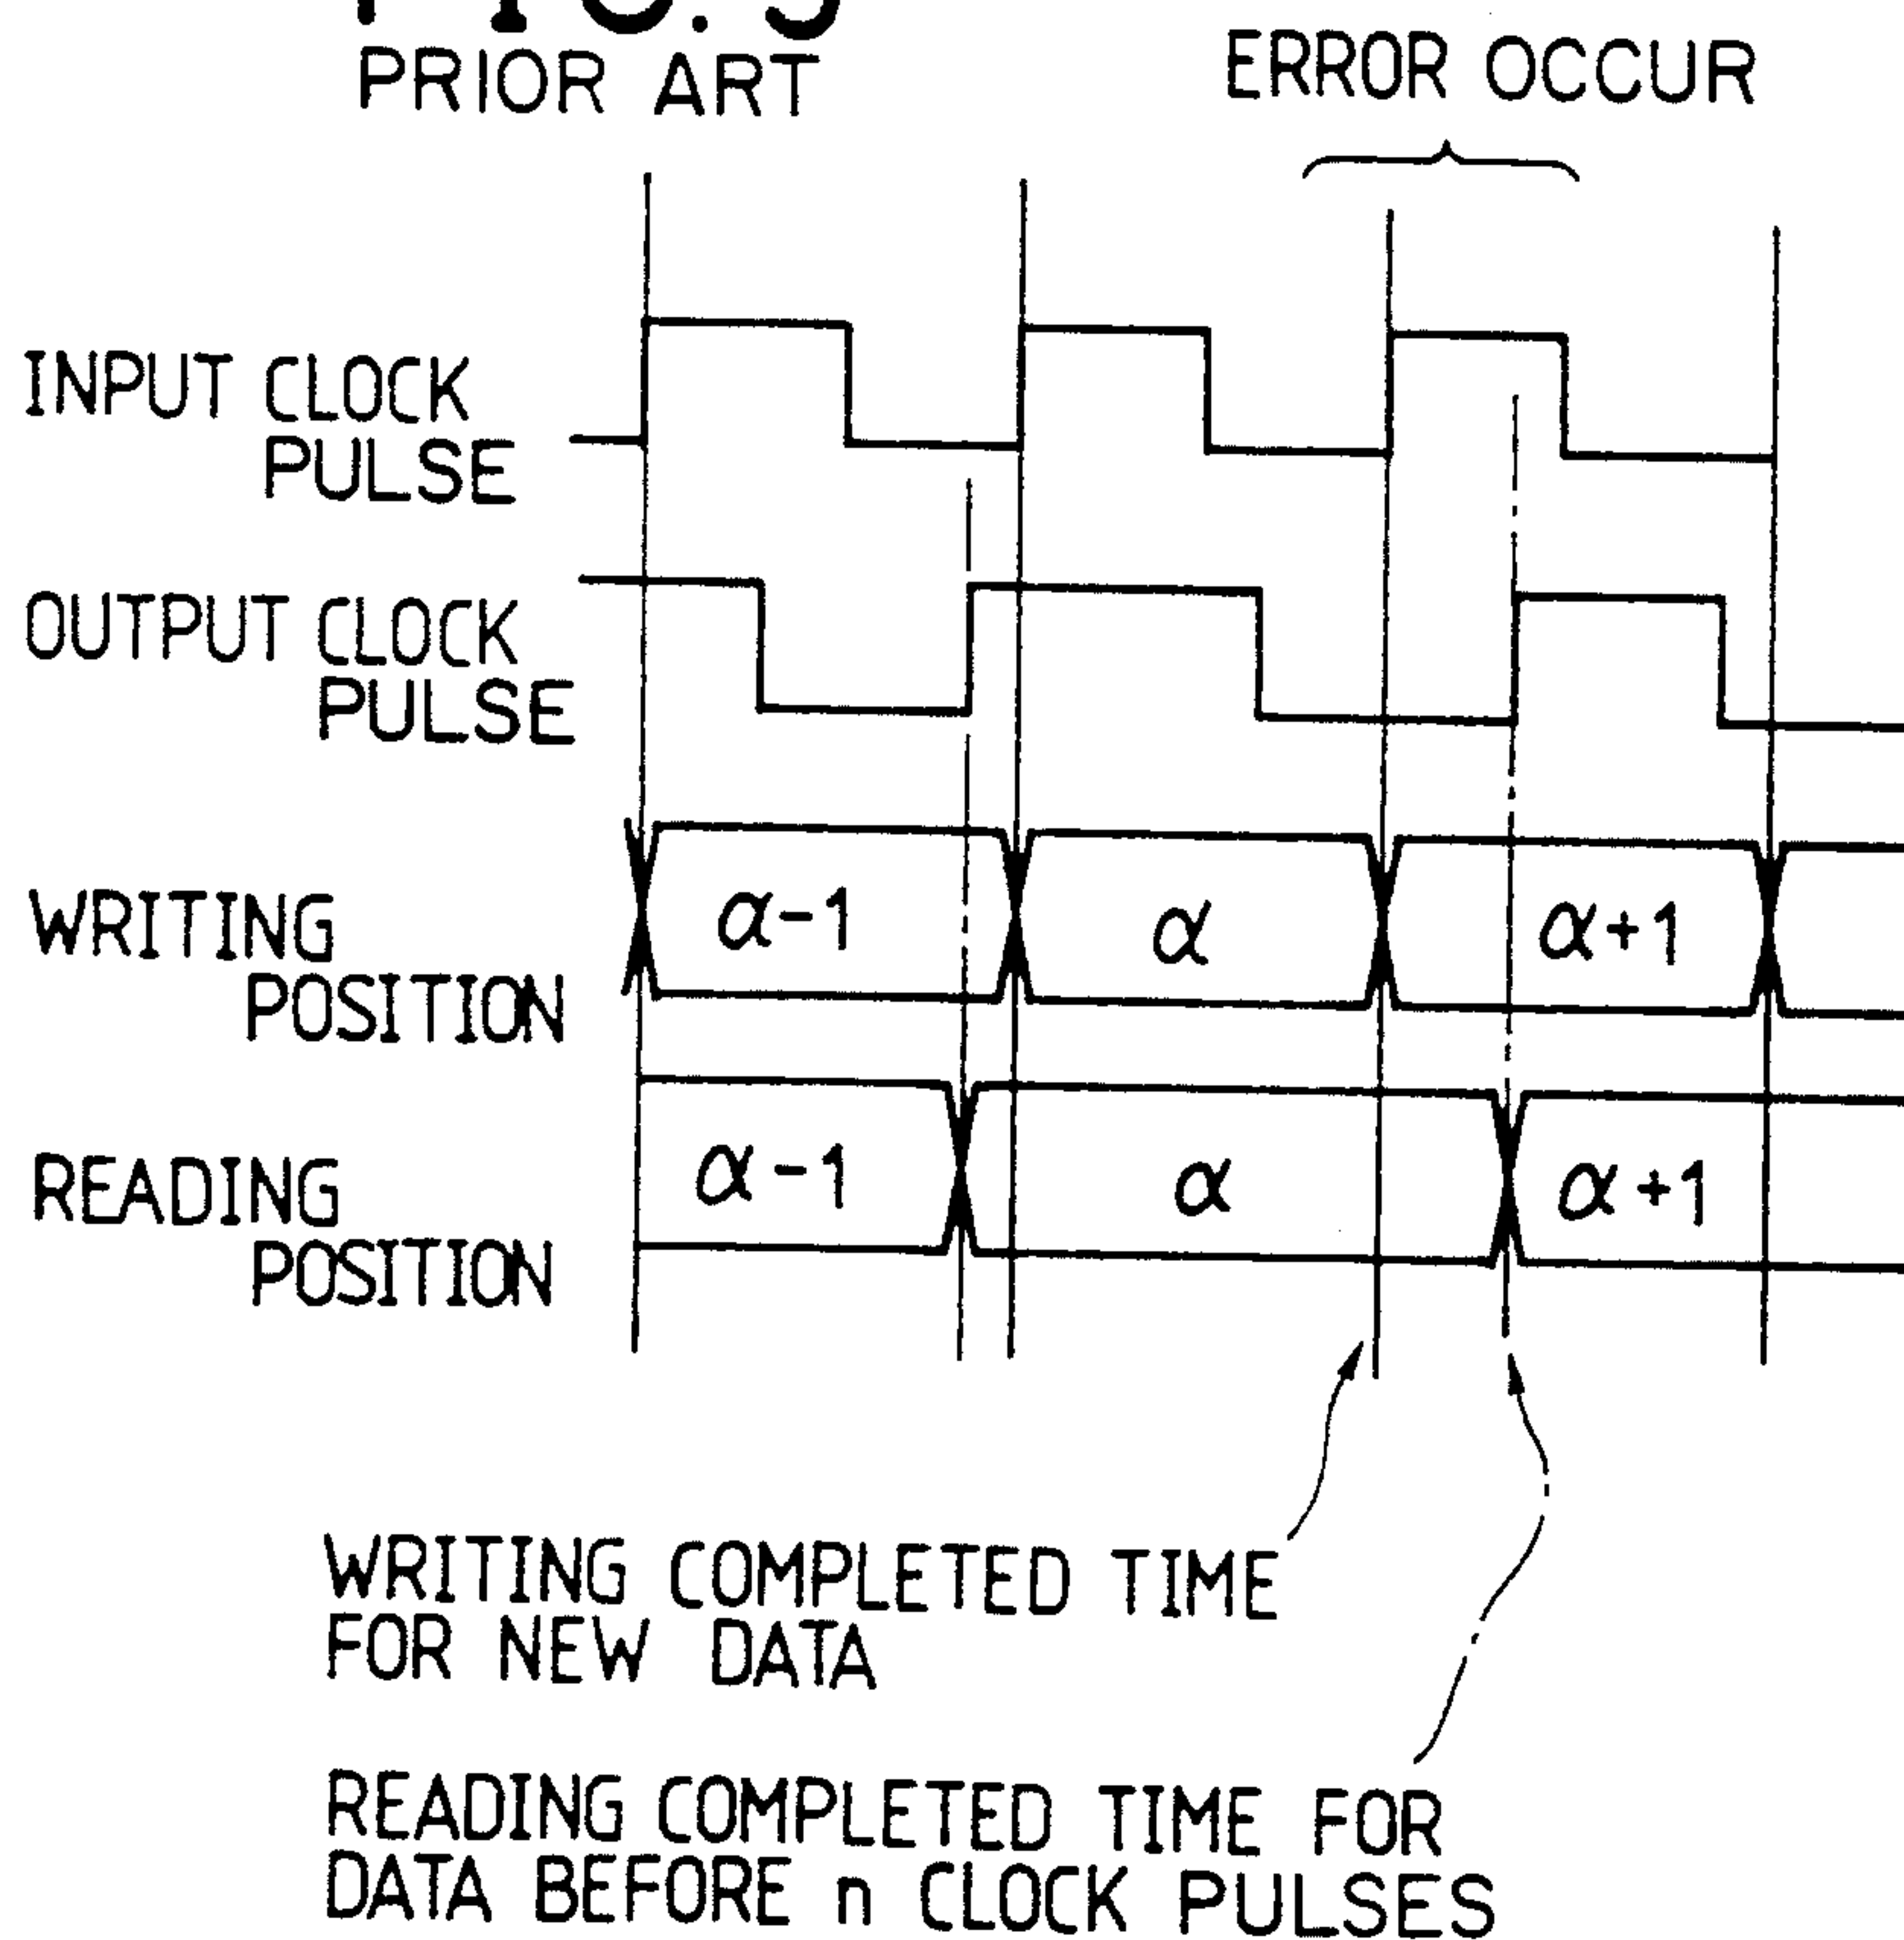 PRIOR ART
ERROR OCCUR
INPUT CLOCK
PULSE
OUTPUT CLOCK
PULSE
WRITING
POSITION
α-1
α
α+1
READING
POSITION
α-1
α
α+1
WRITING COMPLETED TIME
FOR NEW DATA
READING COMPLETED TIME FOR
DATA BEFORE n CLOCK PULSES